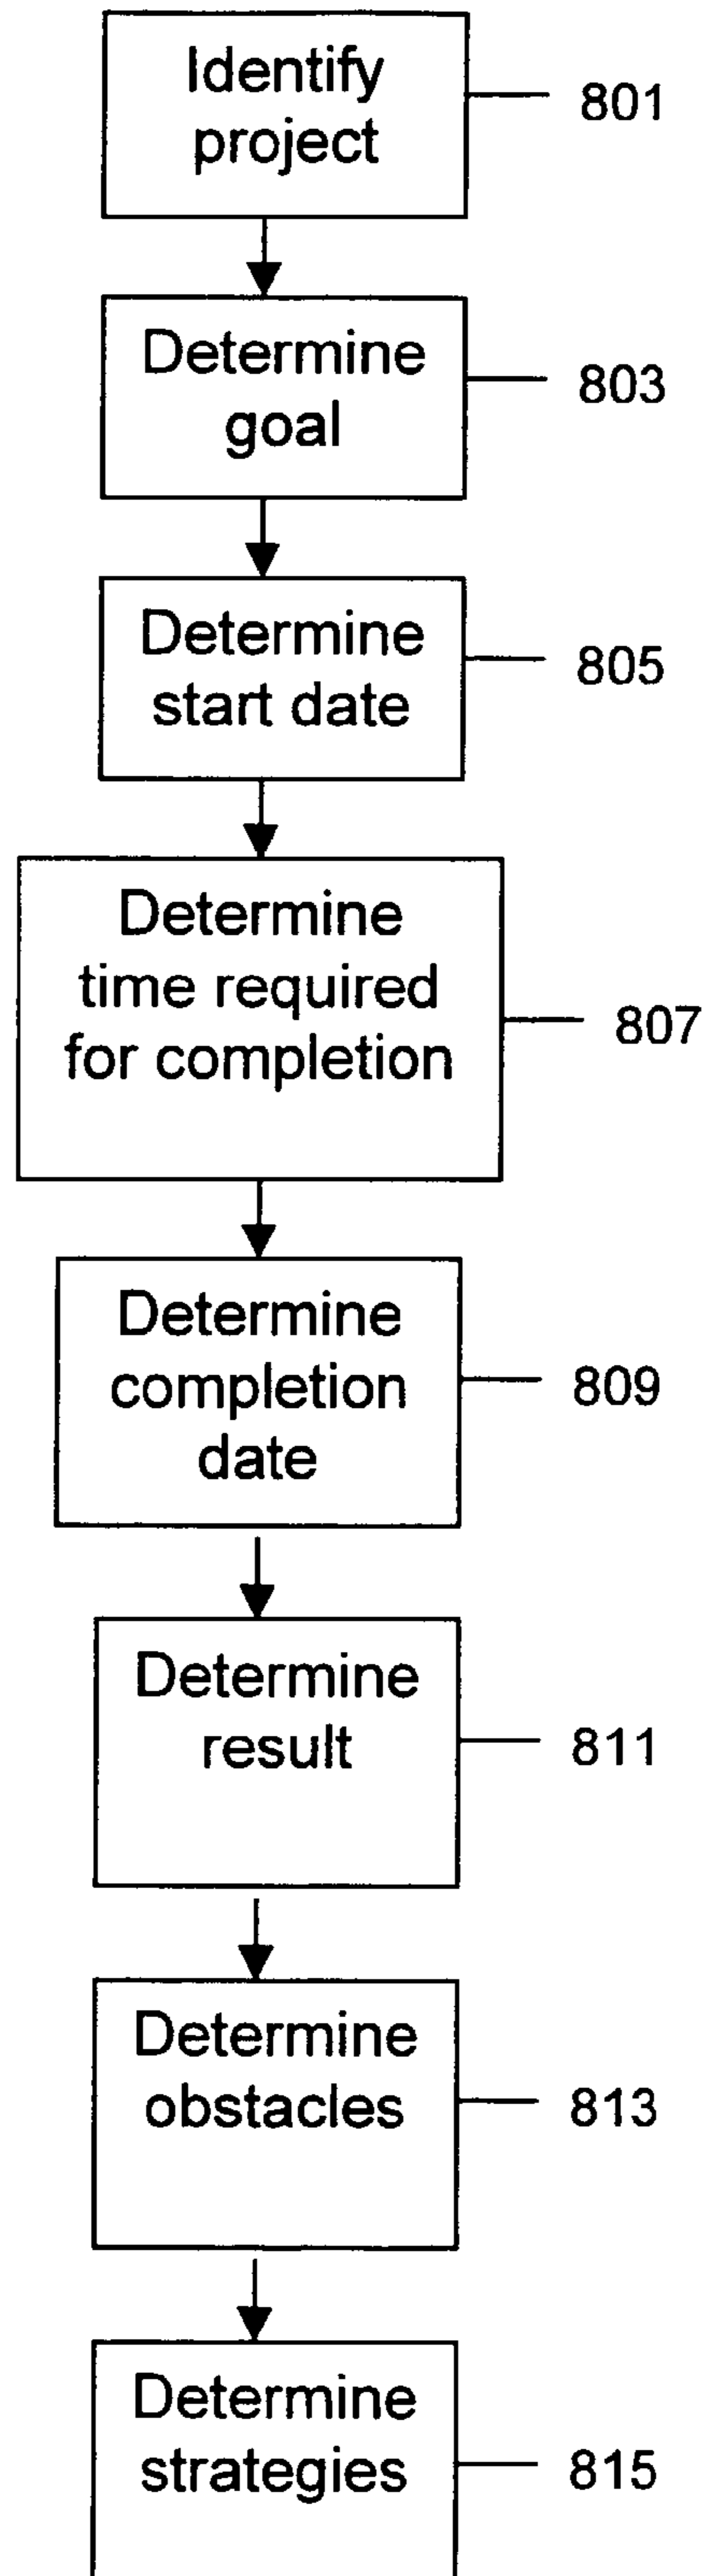 Identify
project
801
Determine
goal
803
Determine
start date
805
Determine
time required
for completion
807
Determine
completion
date
809
Determine
result
811
Determine
obstacles
813
Determine
strategies
815